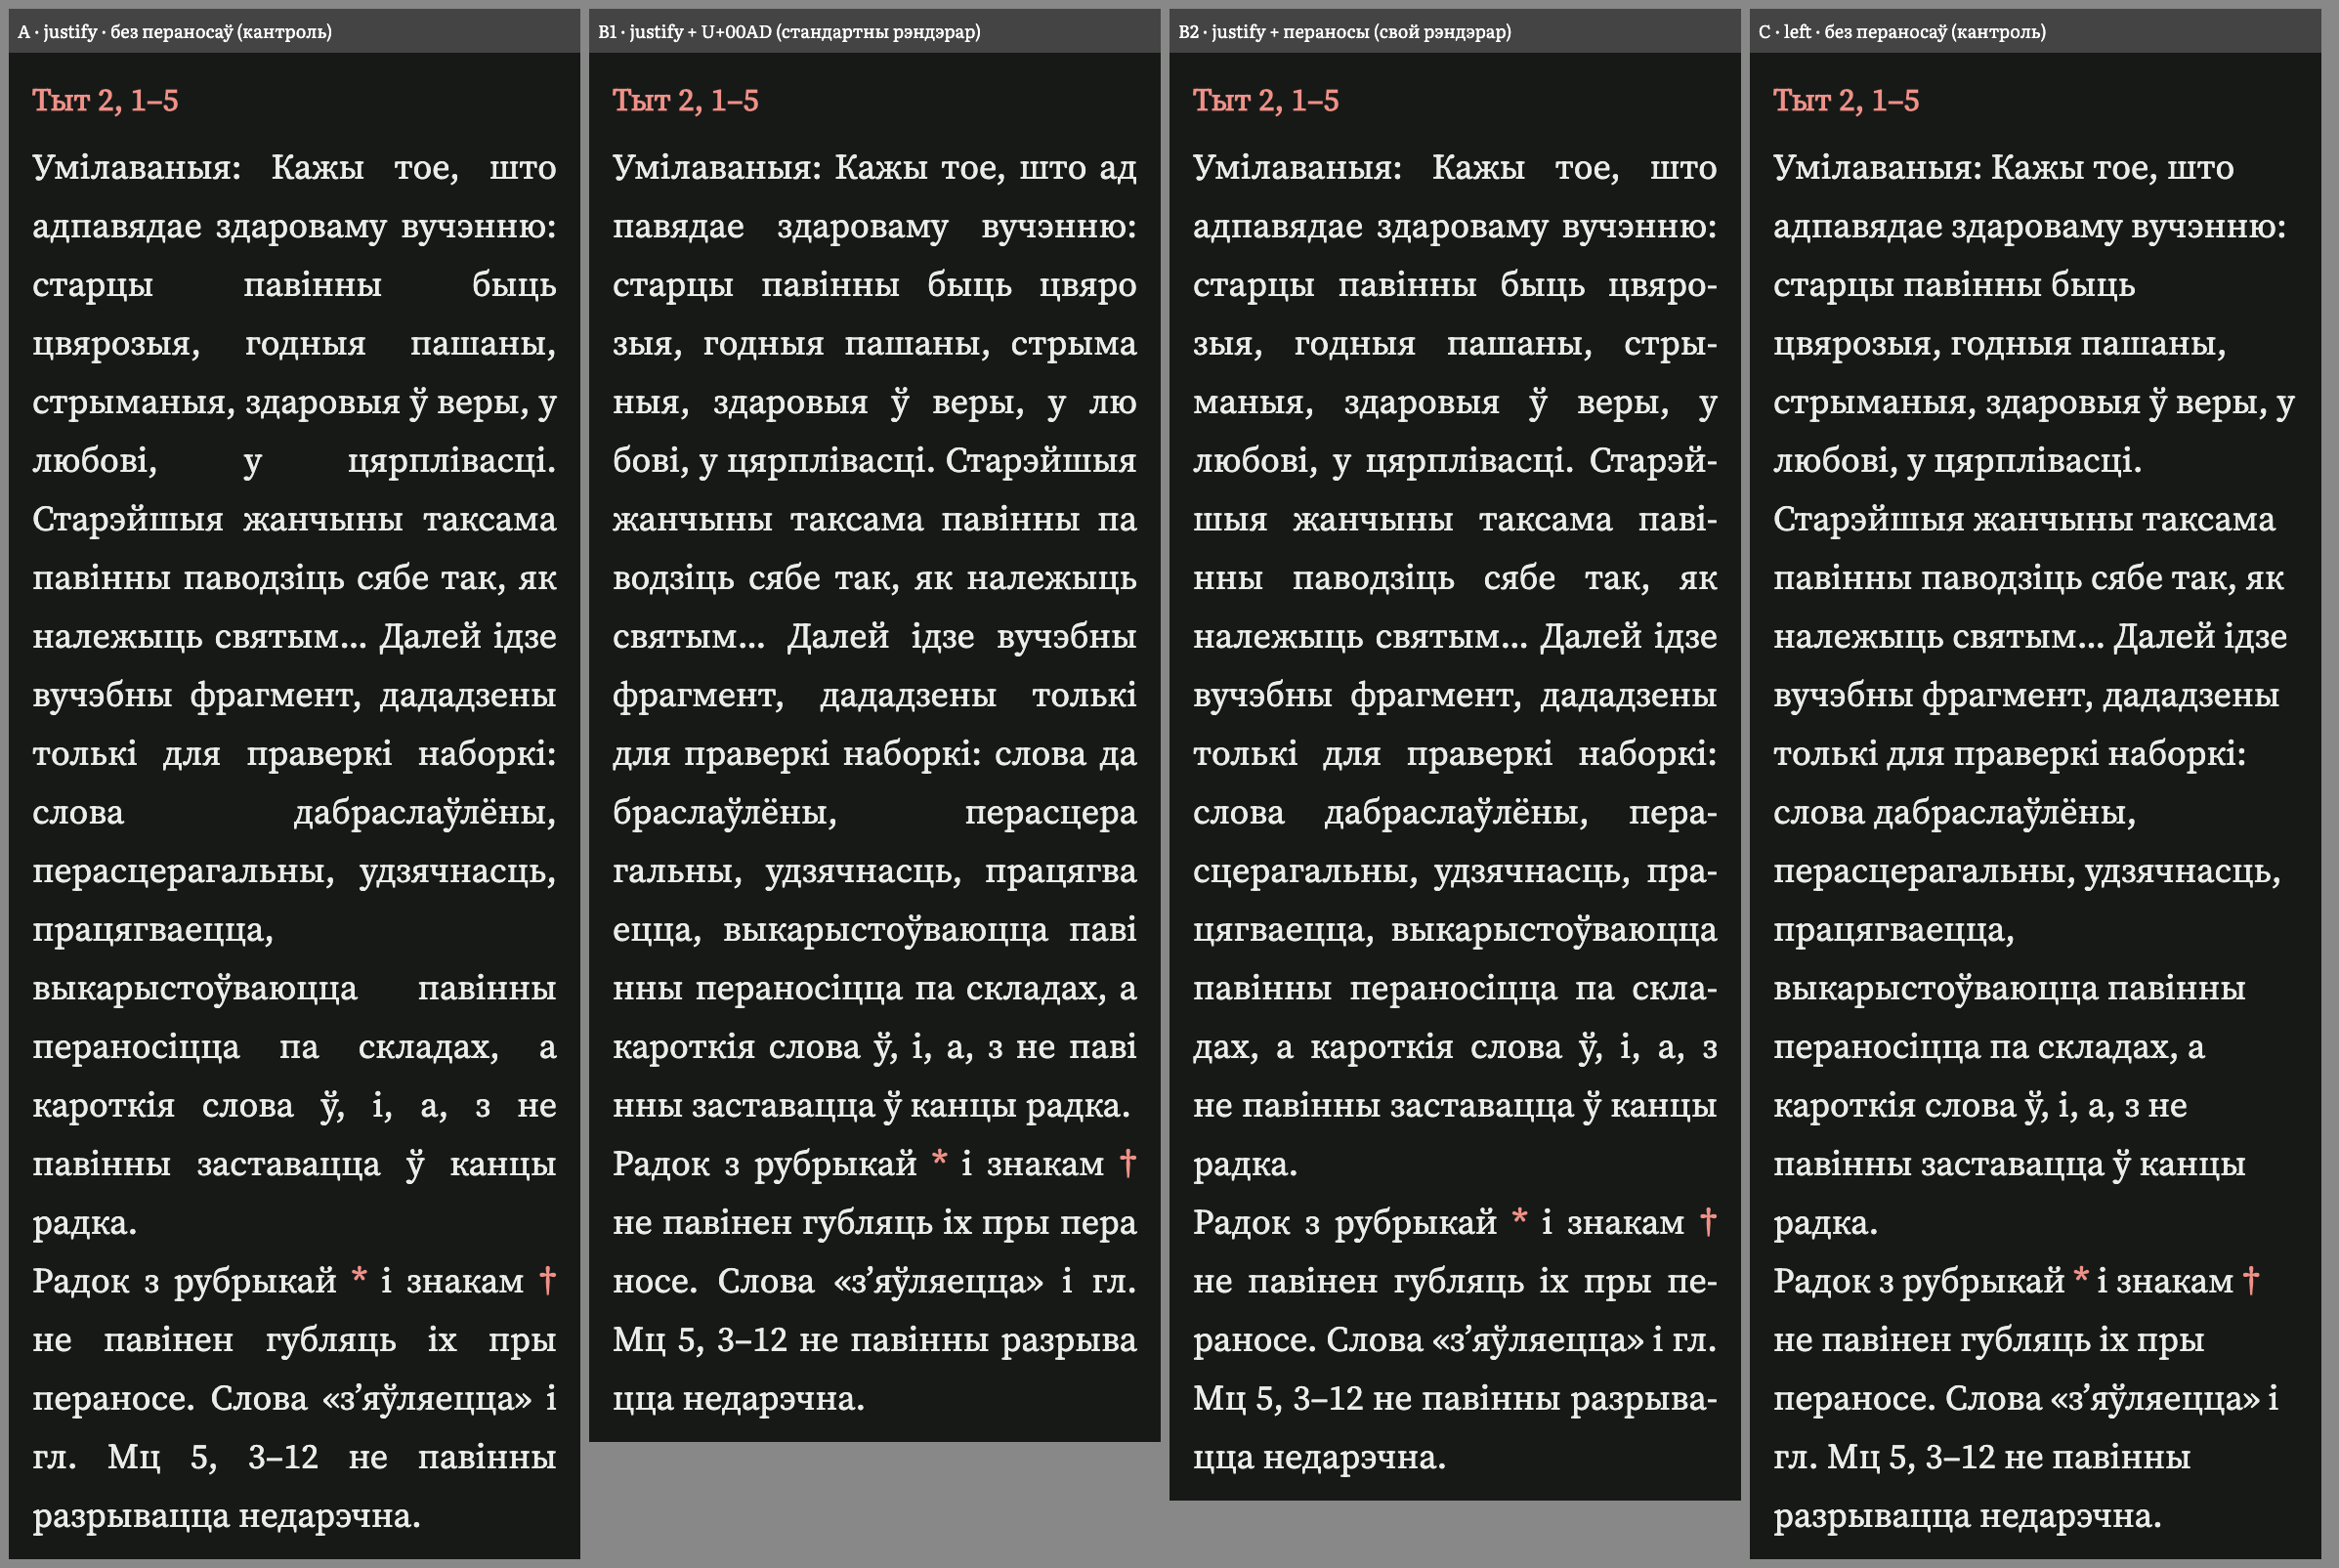 A · justify · без пераносаў (кантроль)
Тыт 2, 1–5
Умілаваныя: Кажы тое, што
адпавядае здароваму вучэнню:
старцы павінны быць
цвярозыя, годныя пашаны,
стрыманыя, здаровыя ў веры, у
любові, у цярплівасці.
Старэйшыя жанчыны таксама
павінны паводзіць сябе так, як
належыць святым... Далей ідзе
вучэбны фрагмент, дададзены
толькі для праверкі наборкі:
слова дабраслаўлёны,
перасцерагальны, удзячнасць,
працягваецца,
выкарыстоўваюцца павінны
пераносіцца па складах, а
кароткія слова ў, і, а, з не
павінны заставацца ў канцы
радка.
Радок з рубрыкай * і знакам †
не павінен губляць іх пры
пераносе. Слова «з’яўляецца» і
гл. Мц 5, 3–12 не павінны
разрывацца недарэчна.
B1 · justify + U+00AD (стандартны рэндэрар)
Тыт 2, 1–5
Умілаваныя: Кажы тое, што ад
павядае здароваму вучэнню:
старцы павінны быць цвяро
зыя, годныя пашаны, стрыма
ныя, здаровыя ў веры, у лю
бові, у цярплівасці. Старэйшыя
жанчыны таксама павінны па
водзіць сябе так, як належыць
святым... Далей ідзе вучэбны
фрагмент, дададзены толькі
для праверкі наборкі: слова да
браслаўлёны, перасцера
гальны, удзячнасць, працягва
ецца, выкарыстоўваюцца паві
нны пераносіцца па складах, а
кароткія слова ў, і, а, з не паві
нны заставацца ў канцы радка.
Радок з рубрыкай * і знакам †
не павінен губляць іх пры пера
носе. Слова «з’яўляецца» і гл.
Мц 5, 3–12 не павінны разрыва
цца недарэчна.
B2 · justify + пераносы (свой рэндэрар)
Тыт 2, 1–5
Умілаваныя: Кажы тое, што
адпавядае здароваму вучэнню:
старцы павінны быць цвяро-
зыя, годныя пашаны, стры-
маныя, здаровыя ў веры, у
любові, у цярплівасці. Старэй-
шыя жанчыны таксама паві-
нны паводзіць сябе так, як
належыць святым... Далей ідзе
вучэбны фрагмент, дададзены
толькі для праверкі наборкі:
слова дабраслаўлёны, пера-
сцерагальны, удзячнасць, пра-
цягваецца, выкарыстоўваюцца
павінны пераносіцца па скла-
дах, а кароткія слова ў, і, а, з
не павінны заставацца ў канцы
радка.
Радок з рубрыкай * і знакам †
не павінен губляць іх пры пе-
раносе. Слова «з’яўляецца» і гл.
Мц 5, 3–12 не павінны разрыва-
цца недарэчна.
C · left · без пераносаў (кантроль)
Тыт 2, 1–5
Умілаваныя: Кажы тое, што
адпавядае здароваму вучэнню:
старцы павінны быць
цвярозыя, годныя пашаны,
стрыманыя, здаровыя ў веры, у
любові, у цярплівасці.
Старэйшыя жанчыны таксама
павінны паводзіць сябе так, як
належыць святым... Далей ідзе
вучэбны фрагмент, дададзены
толькі для праверкі наборкі:
слова дабраслаўлёны,
перасцерагальны, удзячнасць,
працягваецца,
выкарыстоўваюцца павінны
пераносіцца па складах, а
кароткія слова ў, і, а, з не
павінны заставацца ў канцы
радка.
Радок з рубрыкай * і знакам †
не павінен губляць іх пры
пераносе. Слова «з’яўляецца» і
гл. Мц 5, 3–12 не павінны
разрывацца недарэчна.